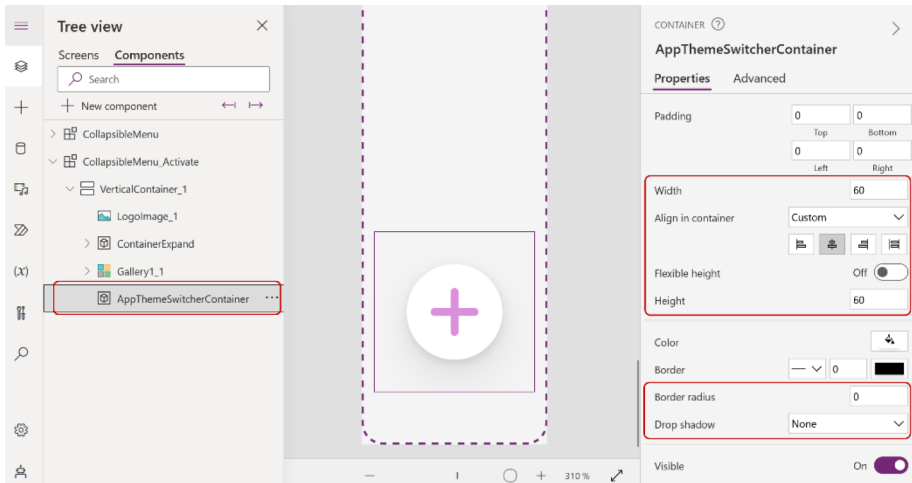 Tree view
Screens Components
Search
New component
CollapsibleMenu
CollapsibleMenu_Activate
VerticalContainer_1
LogoImage_1
ContainerExpand
(x)
Gallery1_1
AppThemeSwitcherContainer ...
310 %
CONTAINER ?
AppThemeSwitcherContainer
Properties Advanced
Padding 0 0
Top Bottom
0 0
Left Right
Width 60
Align in container Custom
Flexible height Off
Height 60
Color
Border 0
Border radius 0
Drop shadow None
Visible On